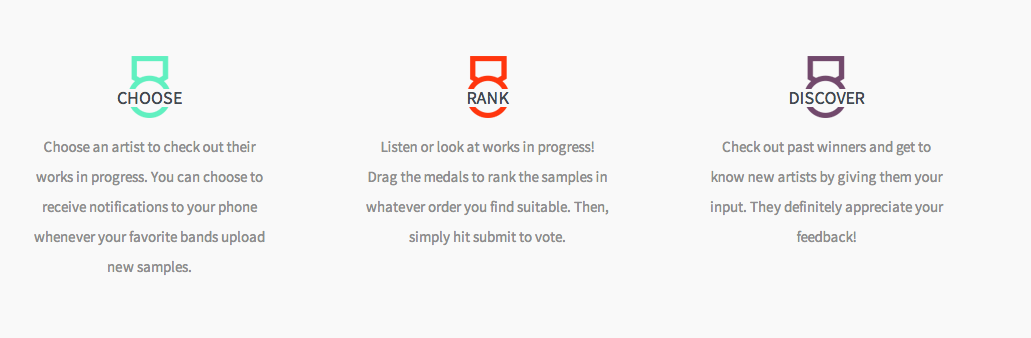 CHOOSE
Choose an artist to check out their
works in progress. You can choose to
receive notifications to your phone
whenever your favorite bands upload
new samples.
RANK
Listen or look at works in progress!
Drag the medals to rank the samples in
whatever order you find suitable. Then,
simply hit submit to vote.
DISCOVER
Check out past winners and get to
know new artists by giving them your
input. They definitely appreciate your
feedback!